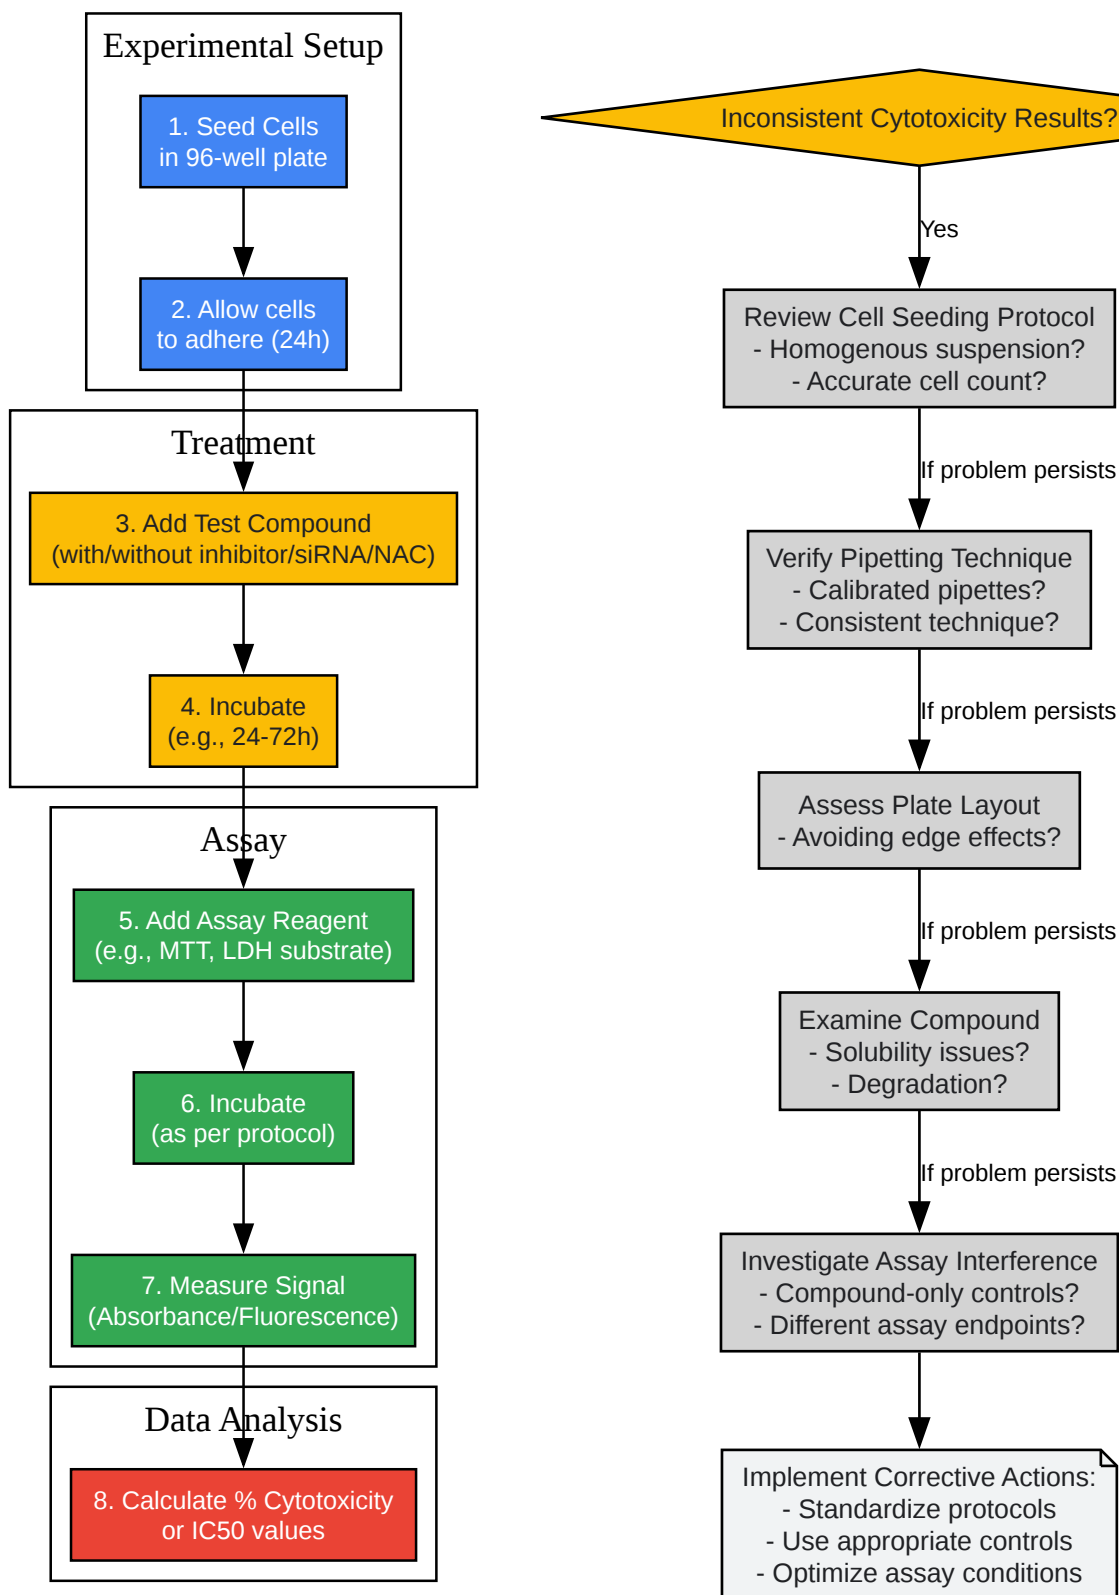 Experimental Setup
1. Seed Cells
in 96-well plate
2. Allow cells
to adhere (24h)
Treatment
3. Add Test Compound
(with/without inhibitor/siRNA/NAC)
4. Incubate
(e.g., 24-72h)
Assay
5. Add Assay Reagent
(e.g., MTT, LDH substrate)
6. Incubate
(as per protocol)
7. Measure Signal
(Absorbance/Fluorescence)
Data Analysis
8. Calculate % Cytotoxicity
or IC50 values
Inconsistent Cytotoxicity Results?
Yes
Review Cell Seeding Protocol
- Homogenous suspension?
- Accurate cell count?
If problem persists
Verify Pipetting Technique
- Calibrated pipettes?
- Consistent technique?
If problem persists
Assess Plate Layout
- Avoiding edge effects?
If problem persists
Examine Compound
- Solubility issues?
- Degradation?
If problem persists
Investigate Assay Interference
- Compound-only controls?
- Different assay endpoints?
Implement Corrective Actions:
- Standardize protocols
- Use appropriate controls
- Optimize assay conditions